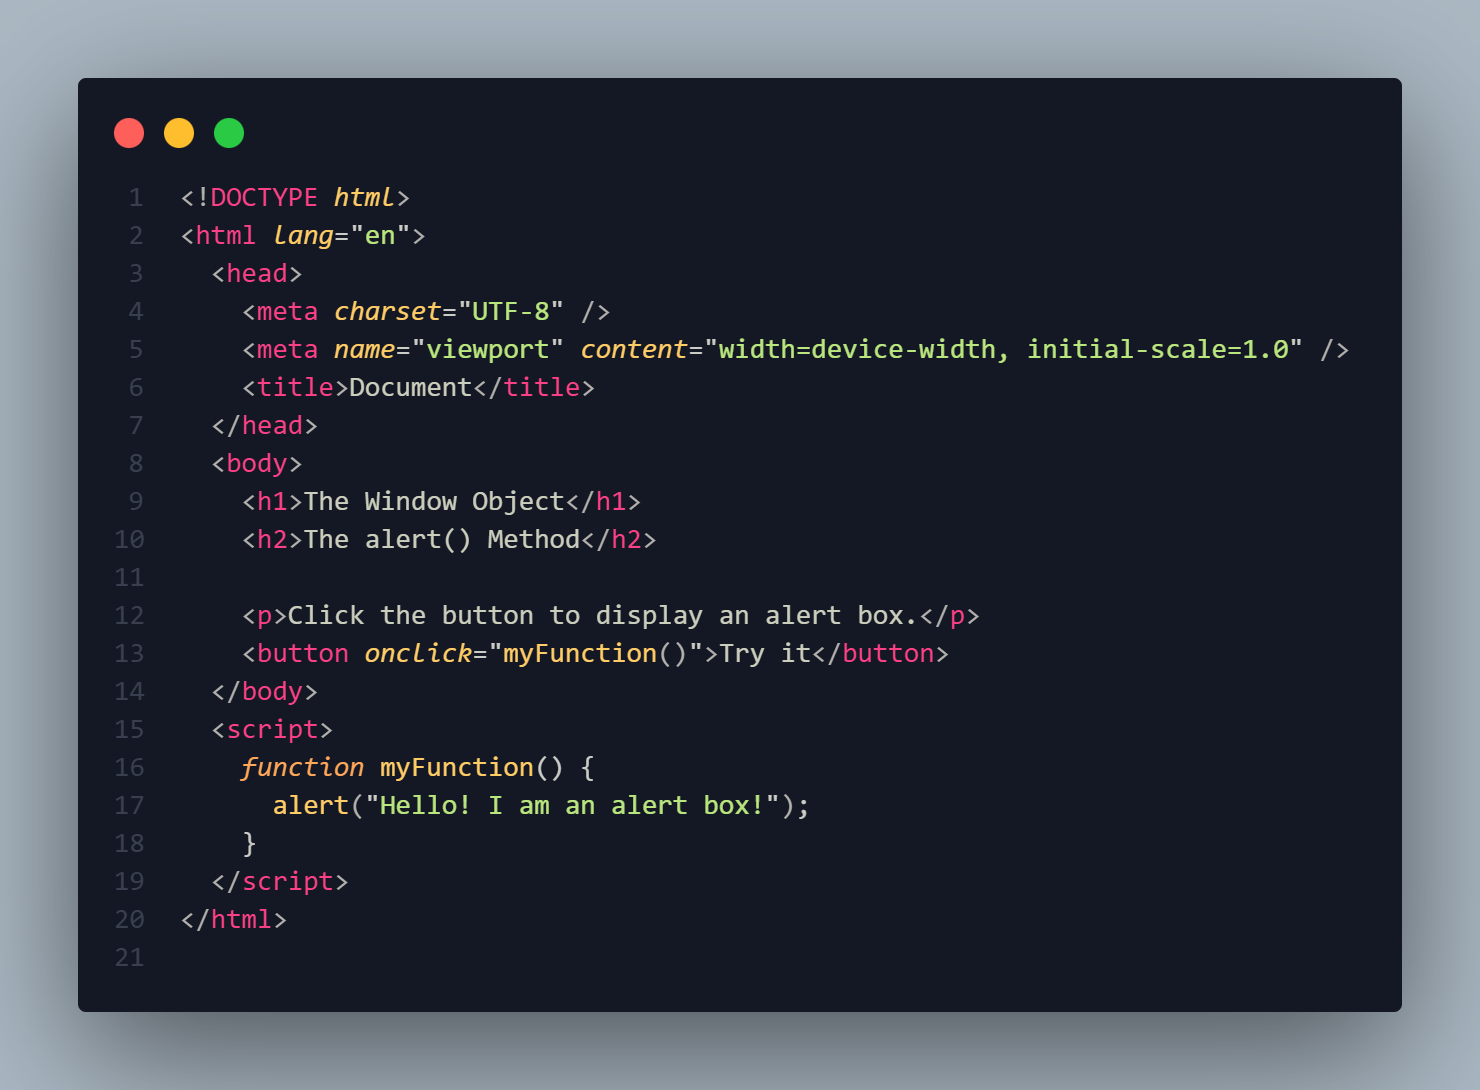 1 <!DOCTYPE html>
2 <html lang="en">
3   <head>
4     <meta charset="UTF-8" />
5     <meta name="viewport" content="width=device-width, initial-scale=1.0" />
6     <title>Document</title>
7   </head>
8   <body>
9     <h1>The Window Object</h1>
10     <h2>The alert() Method</h2>
11
12     <p>Click the button to display an alert box.</p>
13     <button onclick="myFunction()">Try it</button>
14   </body>
15   <script>
16     function myFunction() {
17       alert("Hello! I am an alert box!");
18     }
19   </script>
20 </html>
21